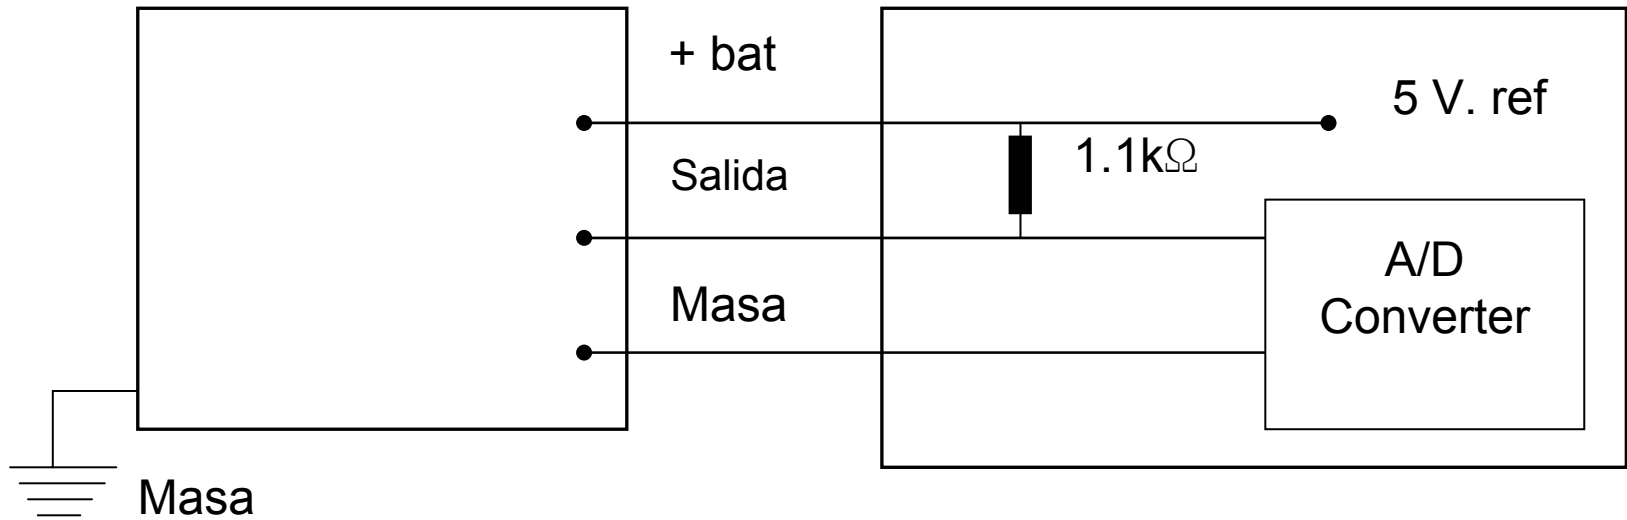 + bat
5 V. ref
1.1kΩ
Salida
A/D
Converter
Masa
Masa